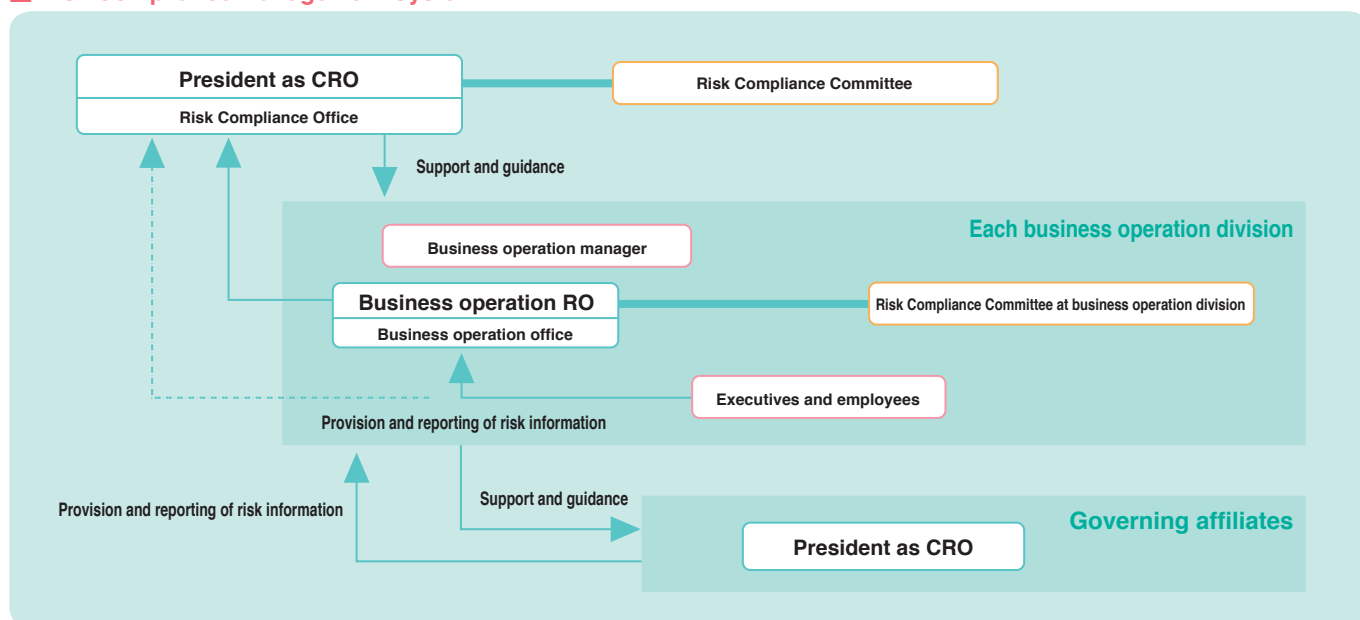 President as CRO
Risk Compliance Office
Risk Compliance Committee
Support and guidance
Each business operation division
Business operation manager
Business operation RO
Business operation office
Risk Compliance Committee at business operation division
Executives and employees
Provision and reporting of risk information
Provision and reporting of risk information
Support and guidance
Governing affiliates
President as CRO